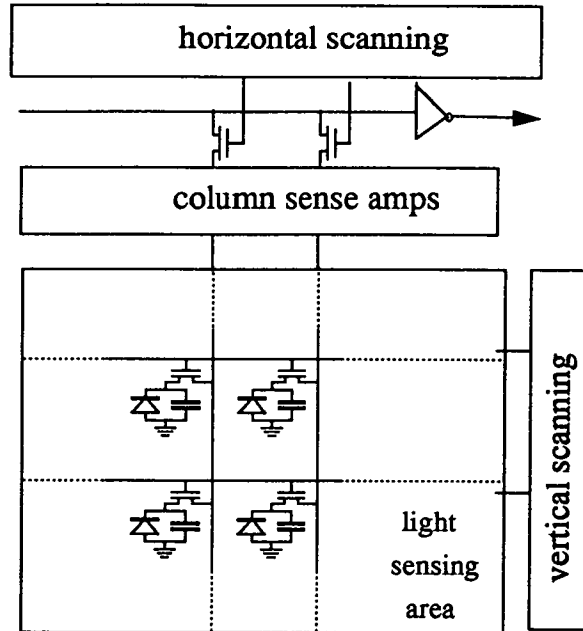 horizontal scanning
column sense amps
vertical scanning
light
sensing
area